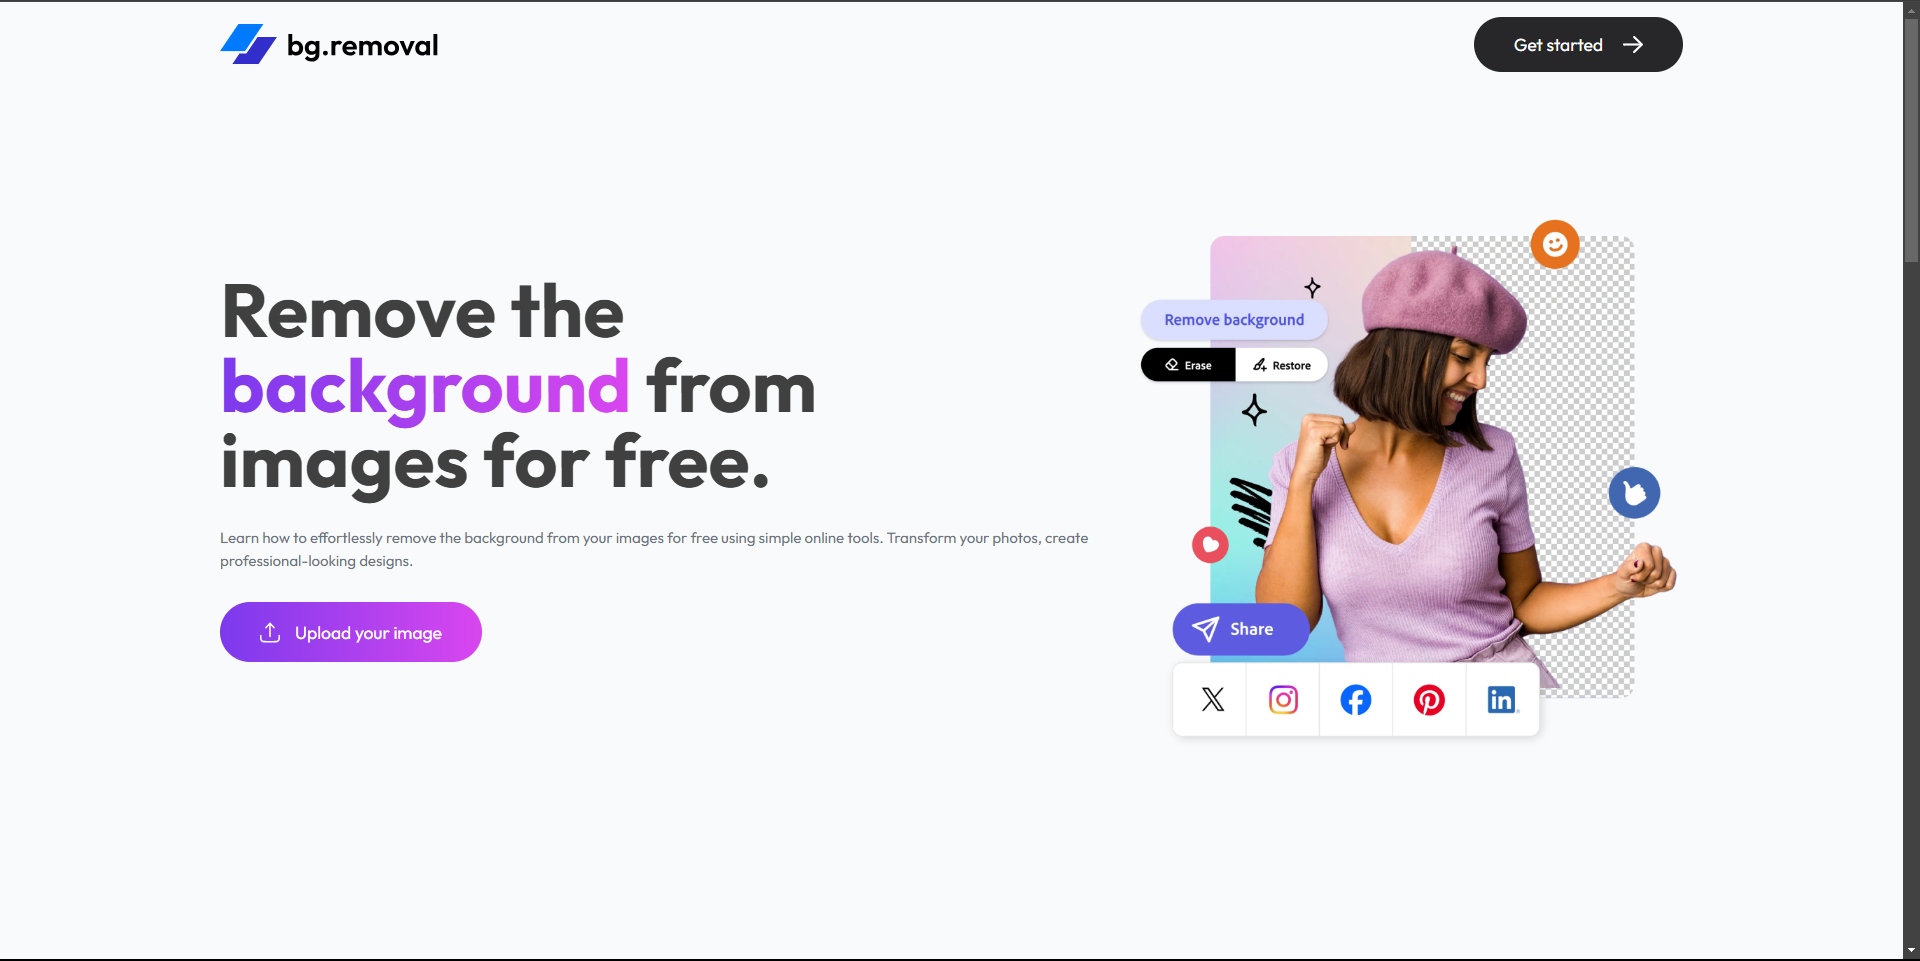 bg.removal
Get started
Remove the
background from
images for free.
Learn how to effortlessly remove the background from your images for free using simple online tools. Transform your photos, create
professional-looking designs.
Upload your image
Remove background
Erase
Restore
Share